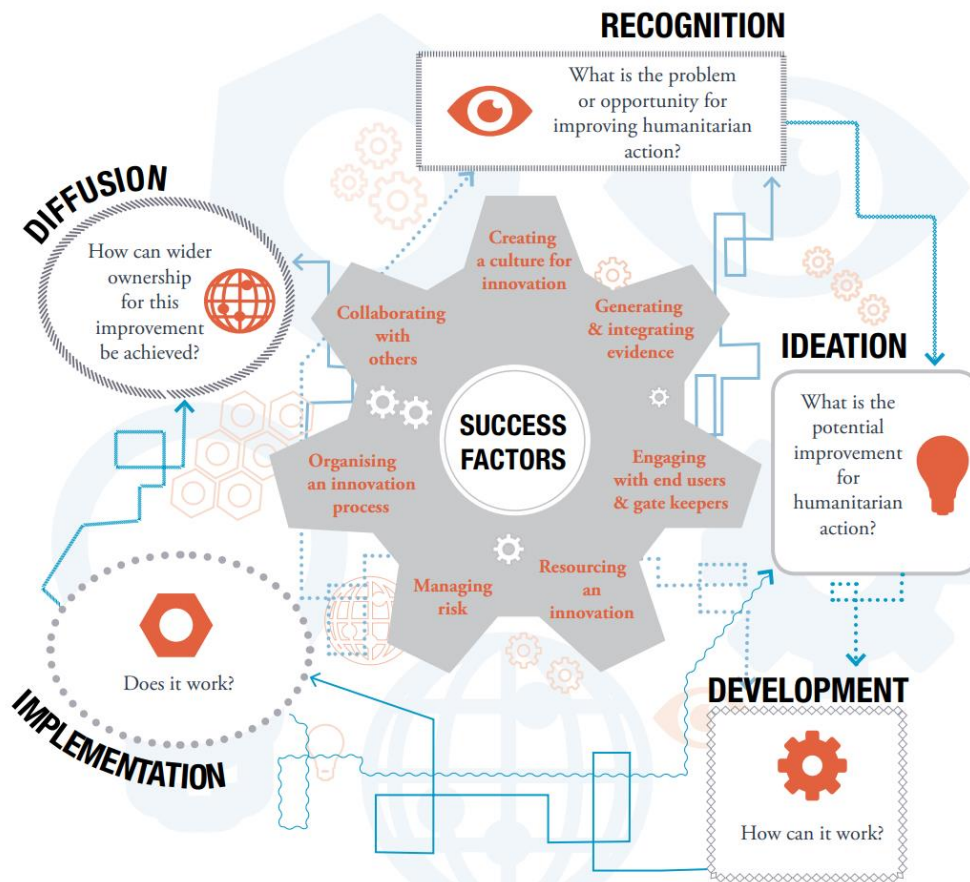 RECOGNITION
What is the problem
or opportunity for
improving humanitarian
action?
DIFFUSION
How can wider
ownership
for this
improvement
be achieved?
Creating
a culture for
innovation
Collaborating
with
others
Generating
& integrating
evidence
IDEATION
What is the
potential
improvement
for
humanitarian
action?
SUCCESS
FACTORS
Organising
an innovation
process
Engaging
with end users
& gate keepers
Managing
risk
Resourcing
an
innovation
Does it work?
IMPLEMENTATION
DEVELOPMENT
How can it work?